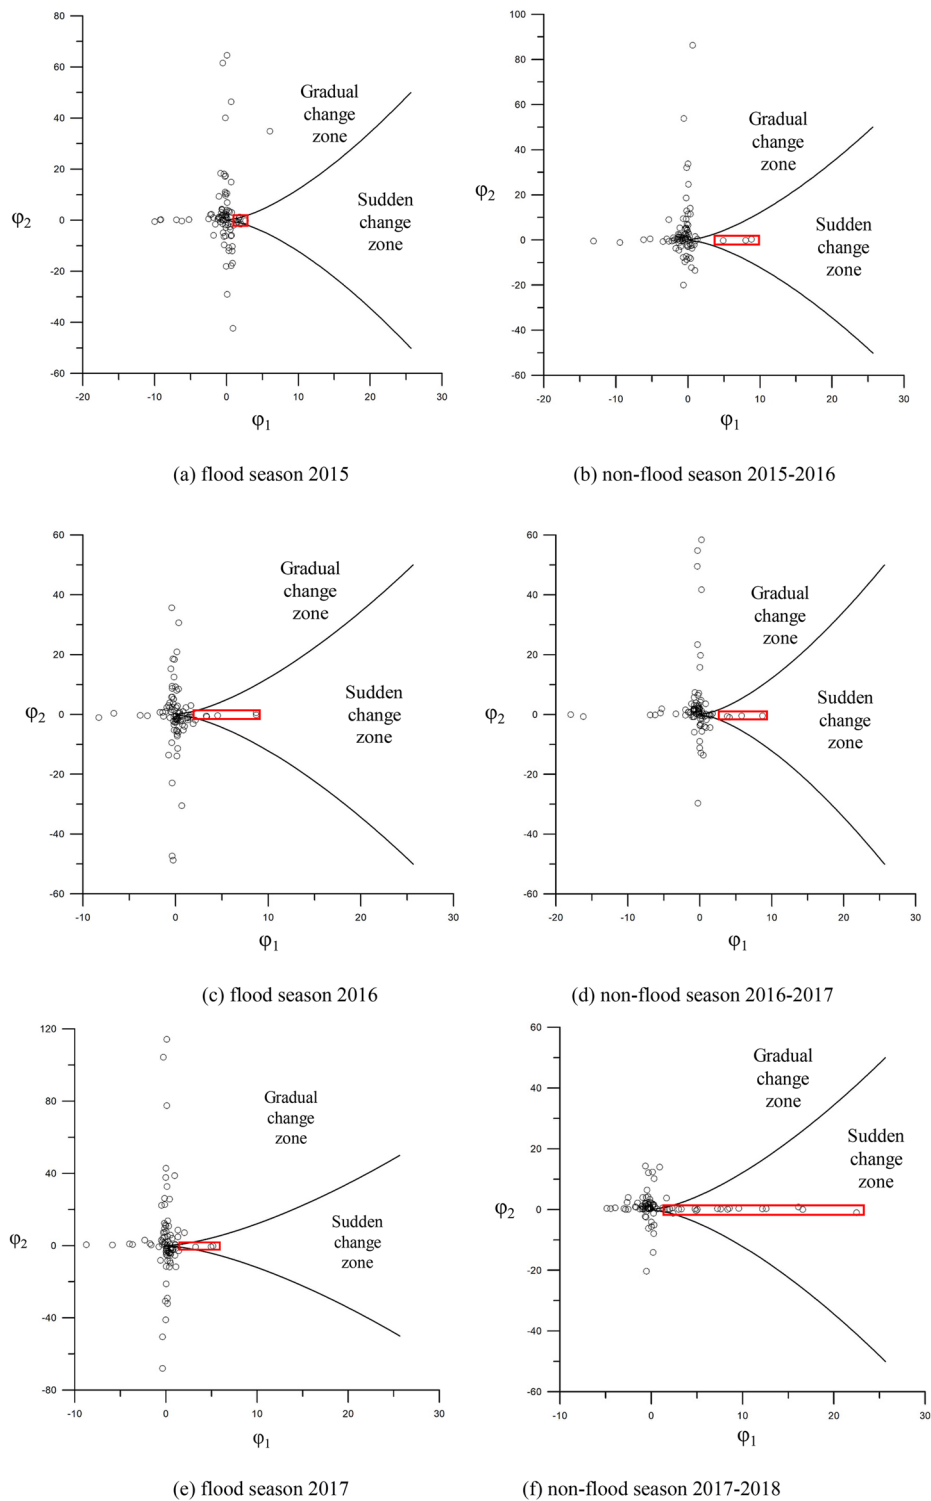 80
60
40
20
0
-20
-40
-60
-20
-10
0
10
20
30
φ2
φ1
Gradual
change
zone
Sudden
change
zone
(a) flood season 2015
100
80
60
40
20
0
-20
-40
-60
-20
-10
0
10
20
30
φ2
φ1
Gradual
change
zone
Sudden
change
zone
(b) non-flood season 2015-2016
60
40
20
0
-20
-40
-60
-10
0
10
20
30
φ2
φ1
Gradual
change
zone
Sudden
change
zone
(c) flood season 2016
60
40
20
0
-20
-40
-60
-20
-10
0
10
20
30
φ2
φ1
Gradual
change
zone
Sudden
change
zone
(d) non-flood season 2016-2017
120
80
40
0
-40
-80
-10
0
10
20
30
φ2
φ1
Gradual
change
zone
Sudden
change
zone
(e) flood season 2017
60
40
20
0
-20
-40
-60
-10
0
10
20
30
φ2
φ1
Gradual
change
zone
Sudden
change
zone
(f) non-flood season 2017-2018